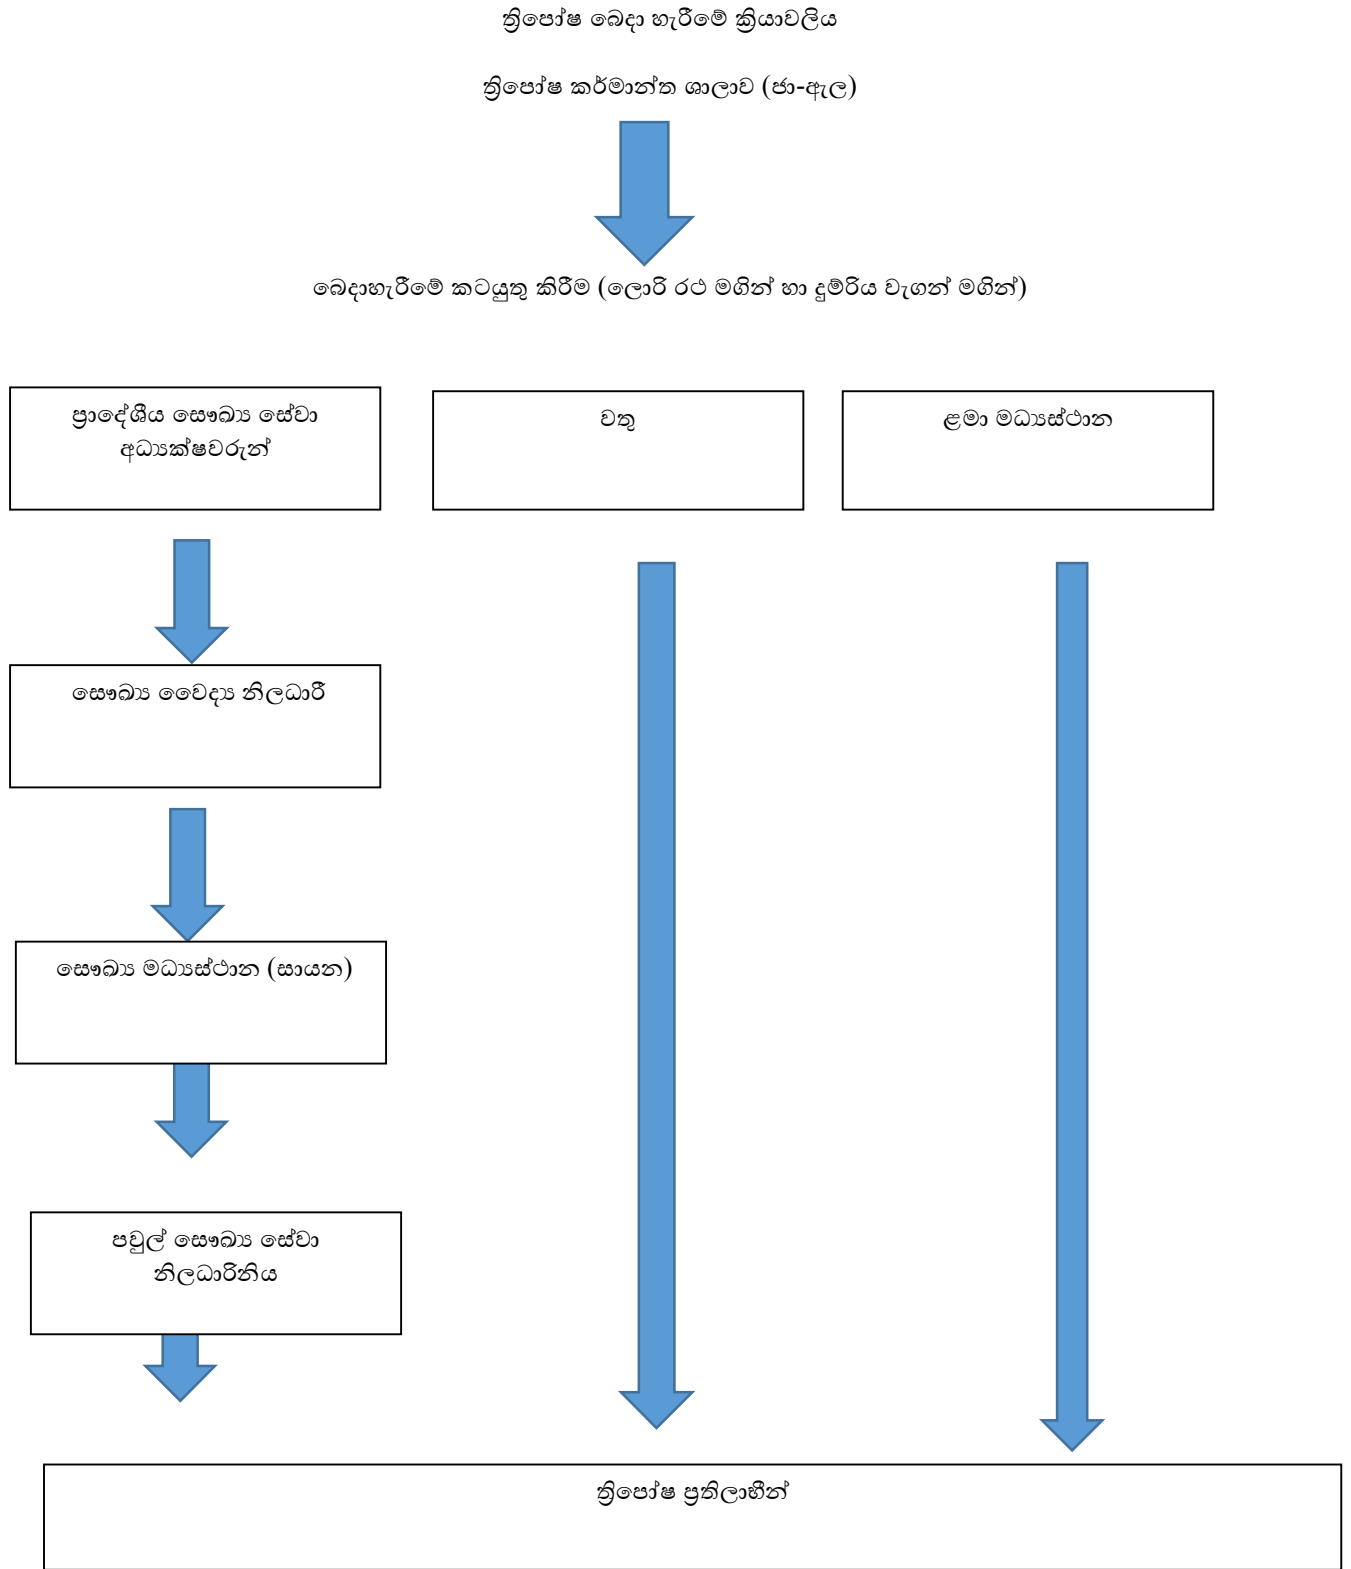 ත්‍රිපෝෂ බෙදා හැරීමේ ක්‍රියාවලිය
ත්‍රිපෝෂ කර්මාන්ත ශාලාව (ජා-ඇල)
බෙදාහැරීමේ කටයුතු කිරීම (ලොරි රථ මගින් හා දුම්රිය වැගන් මගින්)
ප්‍රාදේශීය සෞඛ්‍ය සේවා
අධ්‍යක්ෂවරුන්
වතු
ළමා මධ්‍යස්ථාන
සෞඛ්‍ය වෛද්‍ය නිලධාරී
සෞඛ්‍ය මධ්‍යස්ථාන (සායන)
පවුල් සෞඛ්‍ය සේවා
නිලධාරිනිය
ත්‍රිපෝෂ ප්‍රතිලාභීන්